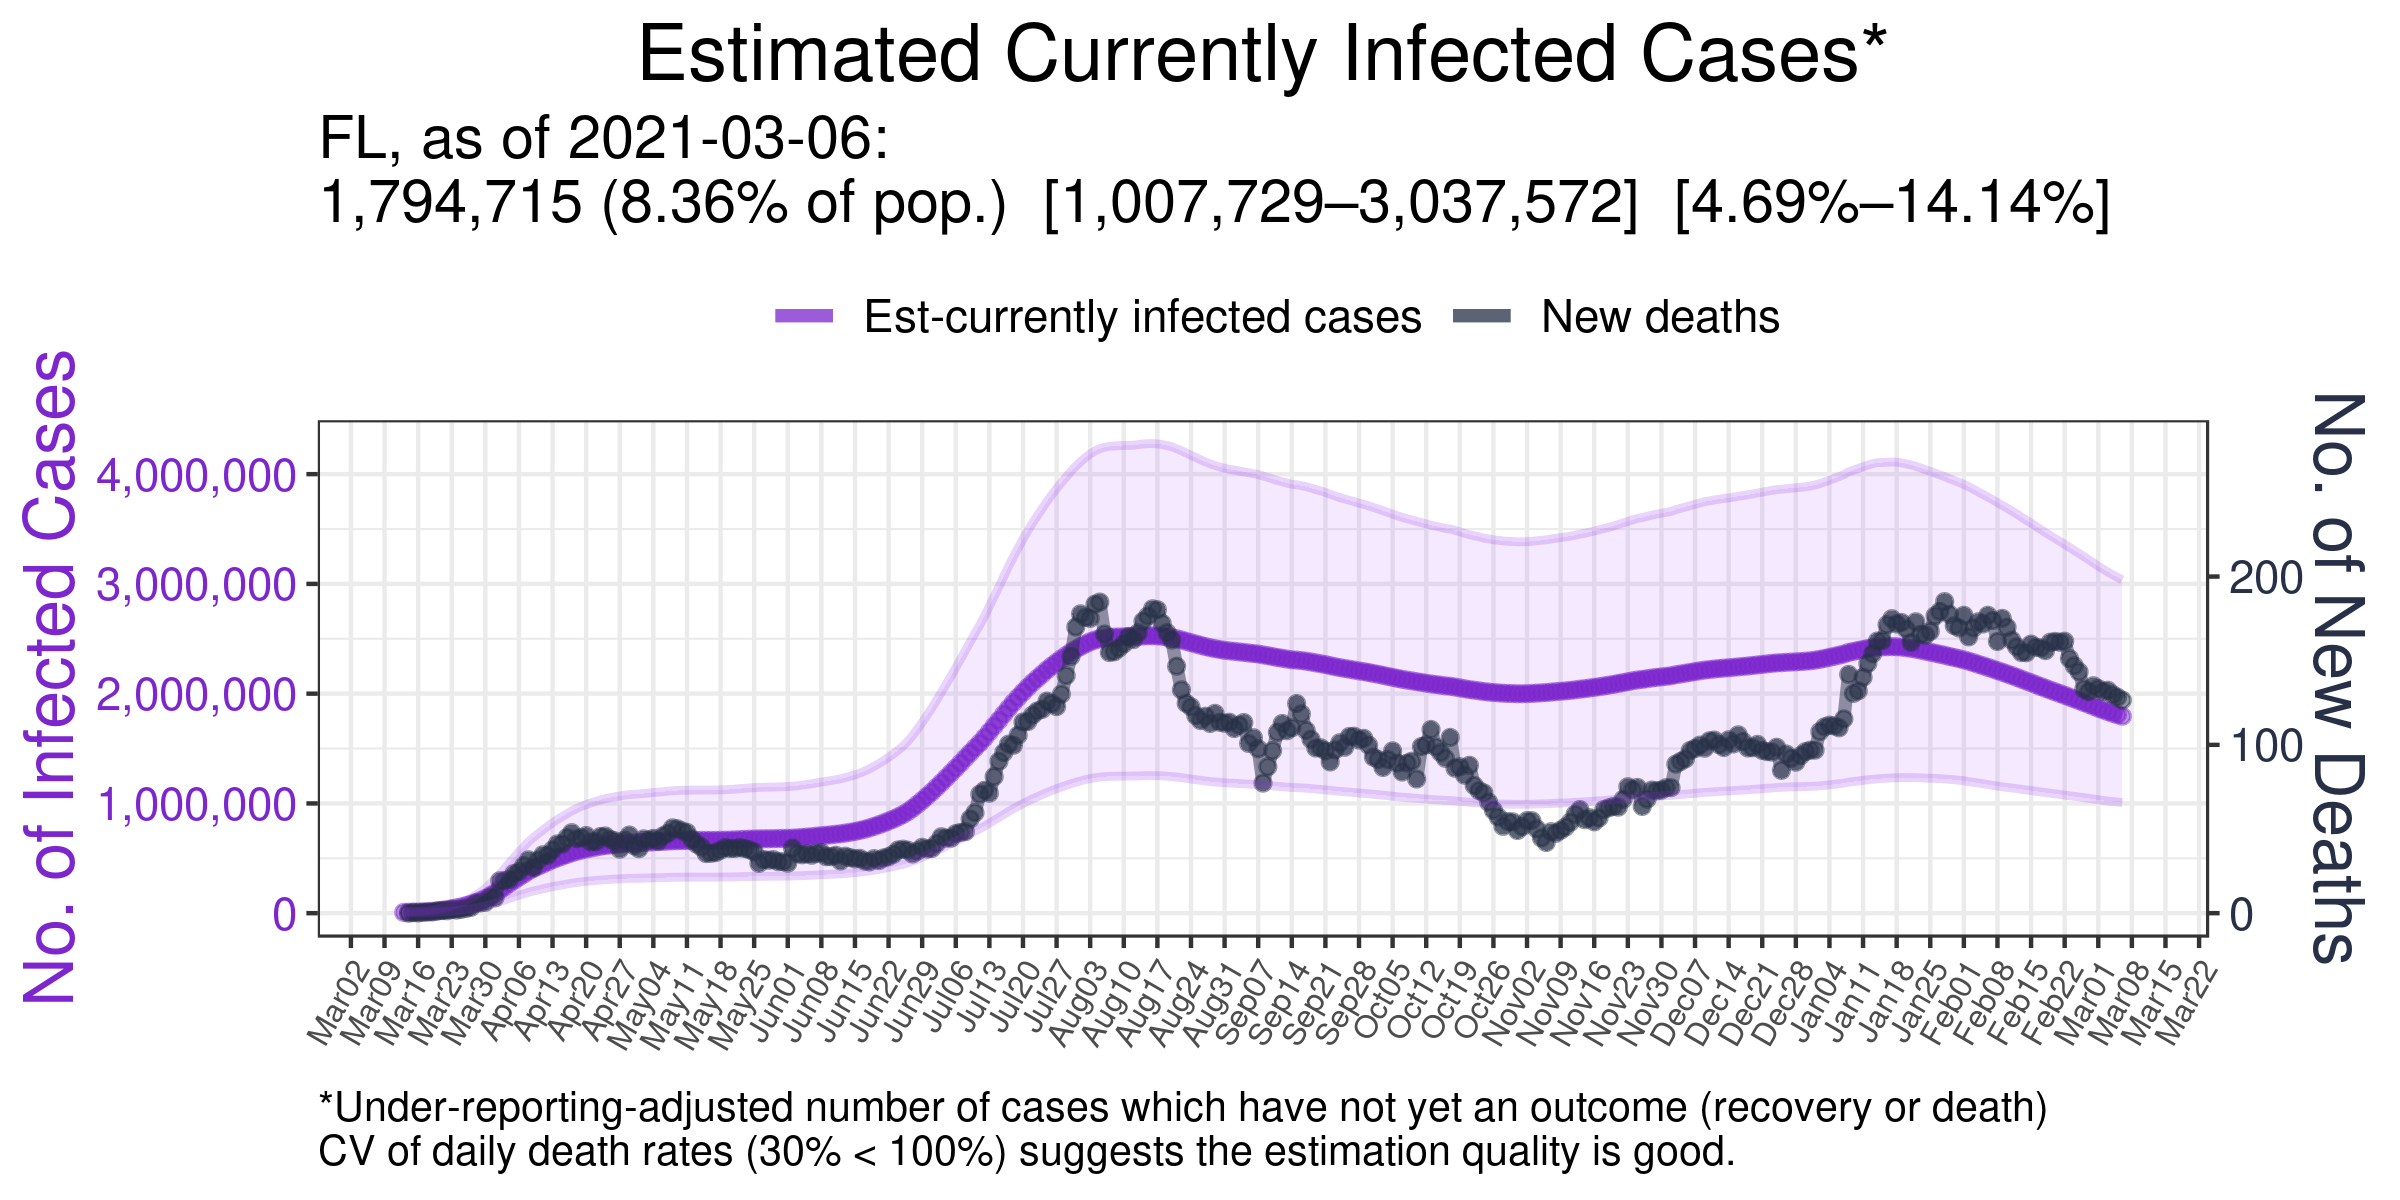 Estimated Currently Infected Cases*
FL, as of 2021-03-06:
1,794,715 (8.36% of pop.)  [1,007,729–3,037,572]  [4.69%–14.14%]
Est-currently infected cases
New deaths
No. of Infected Cases
4,000,000
3,000,000
2,000,000
1,000,000
0
200
100
0
No. of New Deaths
Mar02
Mar09
Mar16
Mar23
Mar30
Apr06
Apr13
Apr20
Apr27
May04
May11
May18
May25
Jun01
Jun08
Jun15
Jun22
Jun29
Jul06
Jul13
Jul20
Jul27
Aug03
Aug10
Aug17
Aug24
Aug31
Sep07
Sep14
Sep21
Sep28
Oct05
Oct12
Oct19
Oct26
Nov02
Nov09
Nov16
Nov23
Nov30
Dec07
Dec14
Dec21
Dec28
Jan04
Jan11
Jan18
Jan25
Feb01
Feb08
Feb15
Feb22
Mar01
Mar08
Mar15
Mar22
*Under-reporting-adjusted number of cases which have not yet an outcome (recovery or death)
CV of daily death rates (30% < 100%) suggests the estimation quality is good.